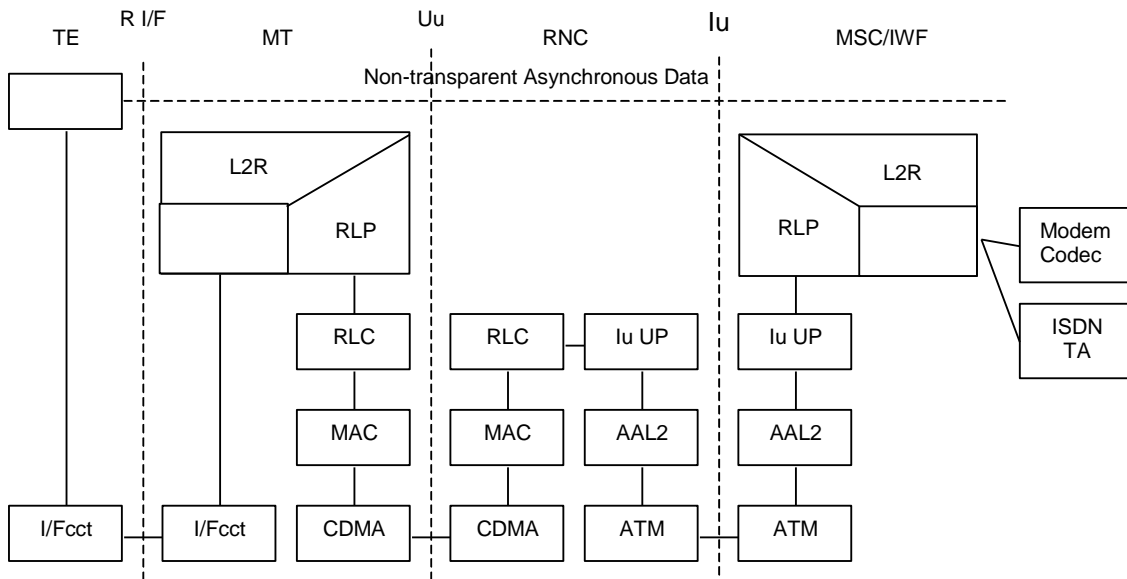 R I/F
Uu
Iu
TE
MT
RNC
MSC/IWF
Non-transparent Asynchronous Data
L2R
L2R
RLP
RLP
Modem
Codec
ISDN
TA
RLC
RLC
Iu UP
Iu UP
MAC
MAC
AAL2
AAL2
I/Fcct
I/Fcct
CDMA
CDMA
ATM
ATM